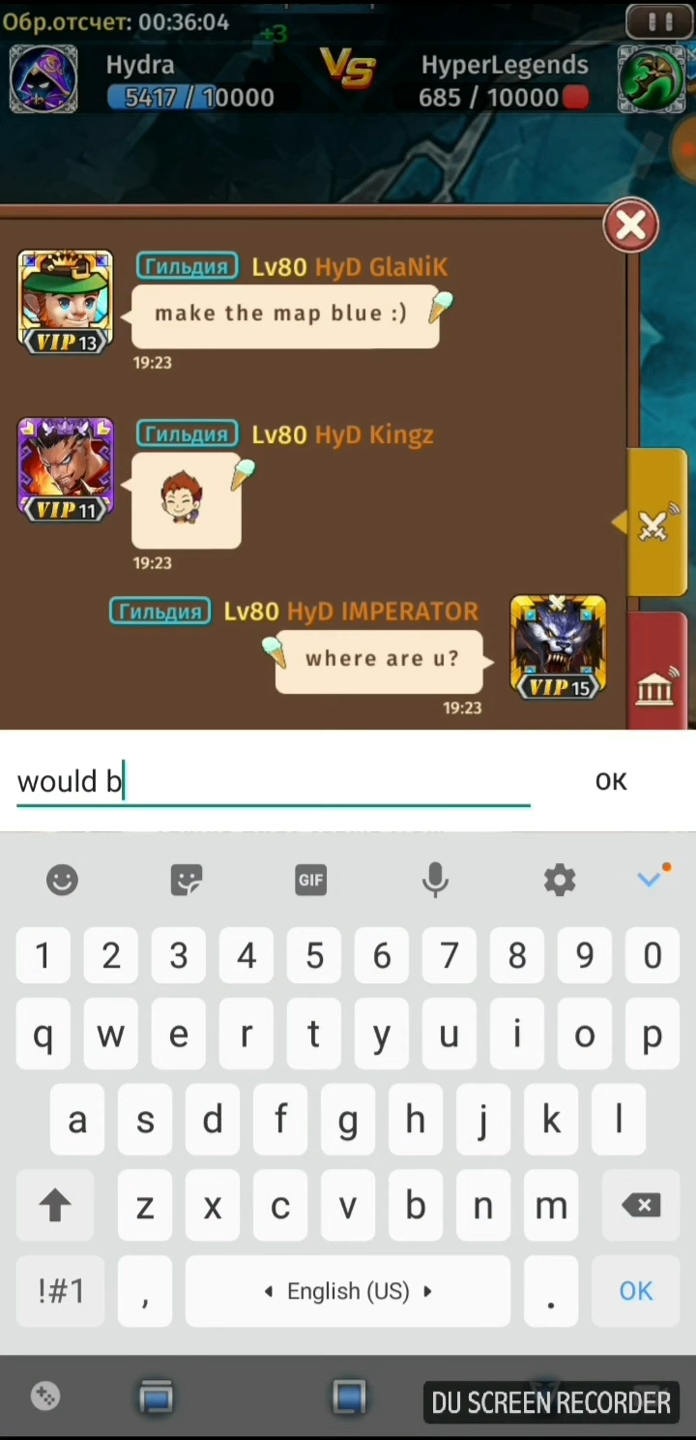 Обр.отсчет: 00:36:04
+3
Hydra
VS
HyperLegends
5417 / 10000
685 / 10000
Гильдия Lv80 HyD GlaNiK
make the map blue :)
VIP 13
19:23
Гильдия Lv80 HyD Kingz
VIP 11
19:23
Гильдия Lv80 HyD IMPERATOR
where are u?
VIP 15
19:23
would b
OK
GIF
1 2 3 4 5 6 7 8 9 0
q w e r t y u i o p
a s d f g h j k l
z x c v b n m
!#1 , English (US) . OK
DU SCREEN RECORDER